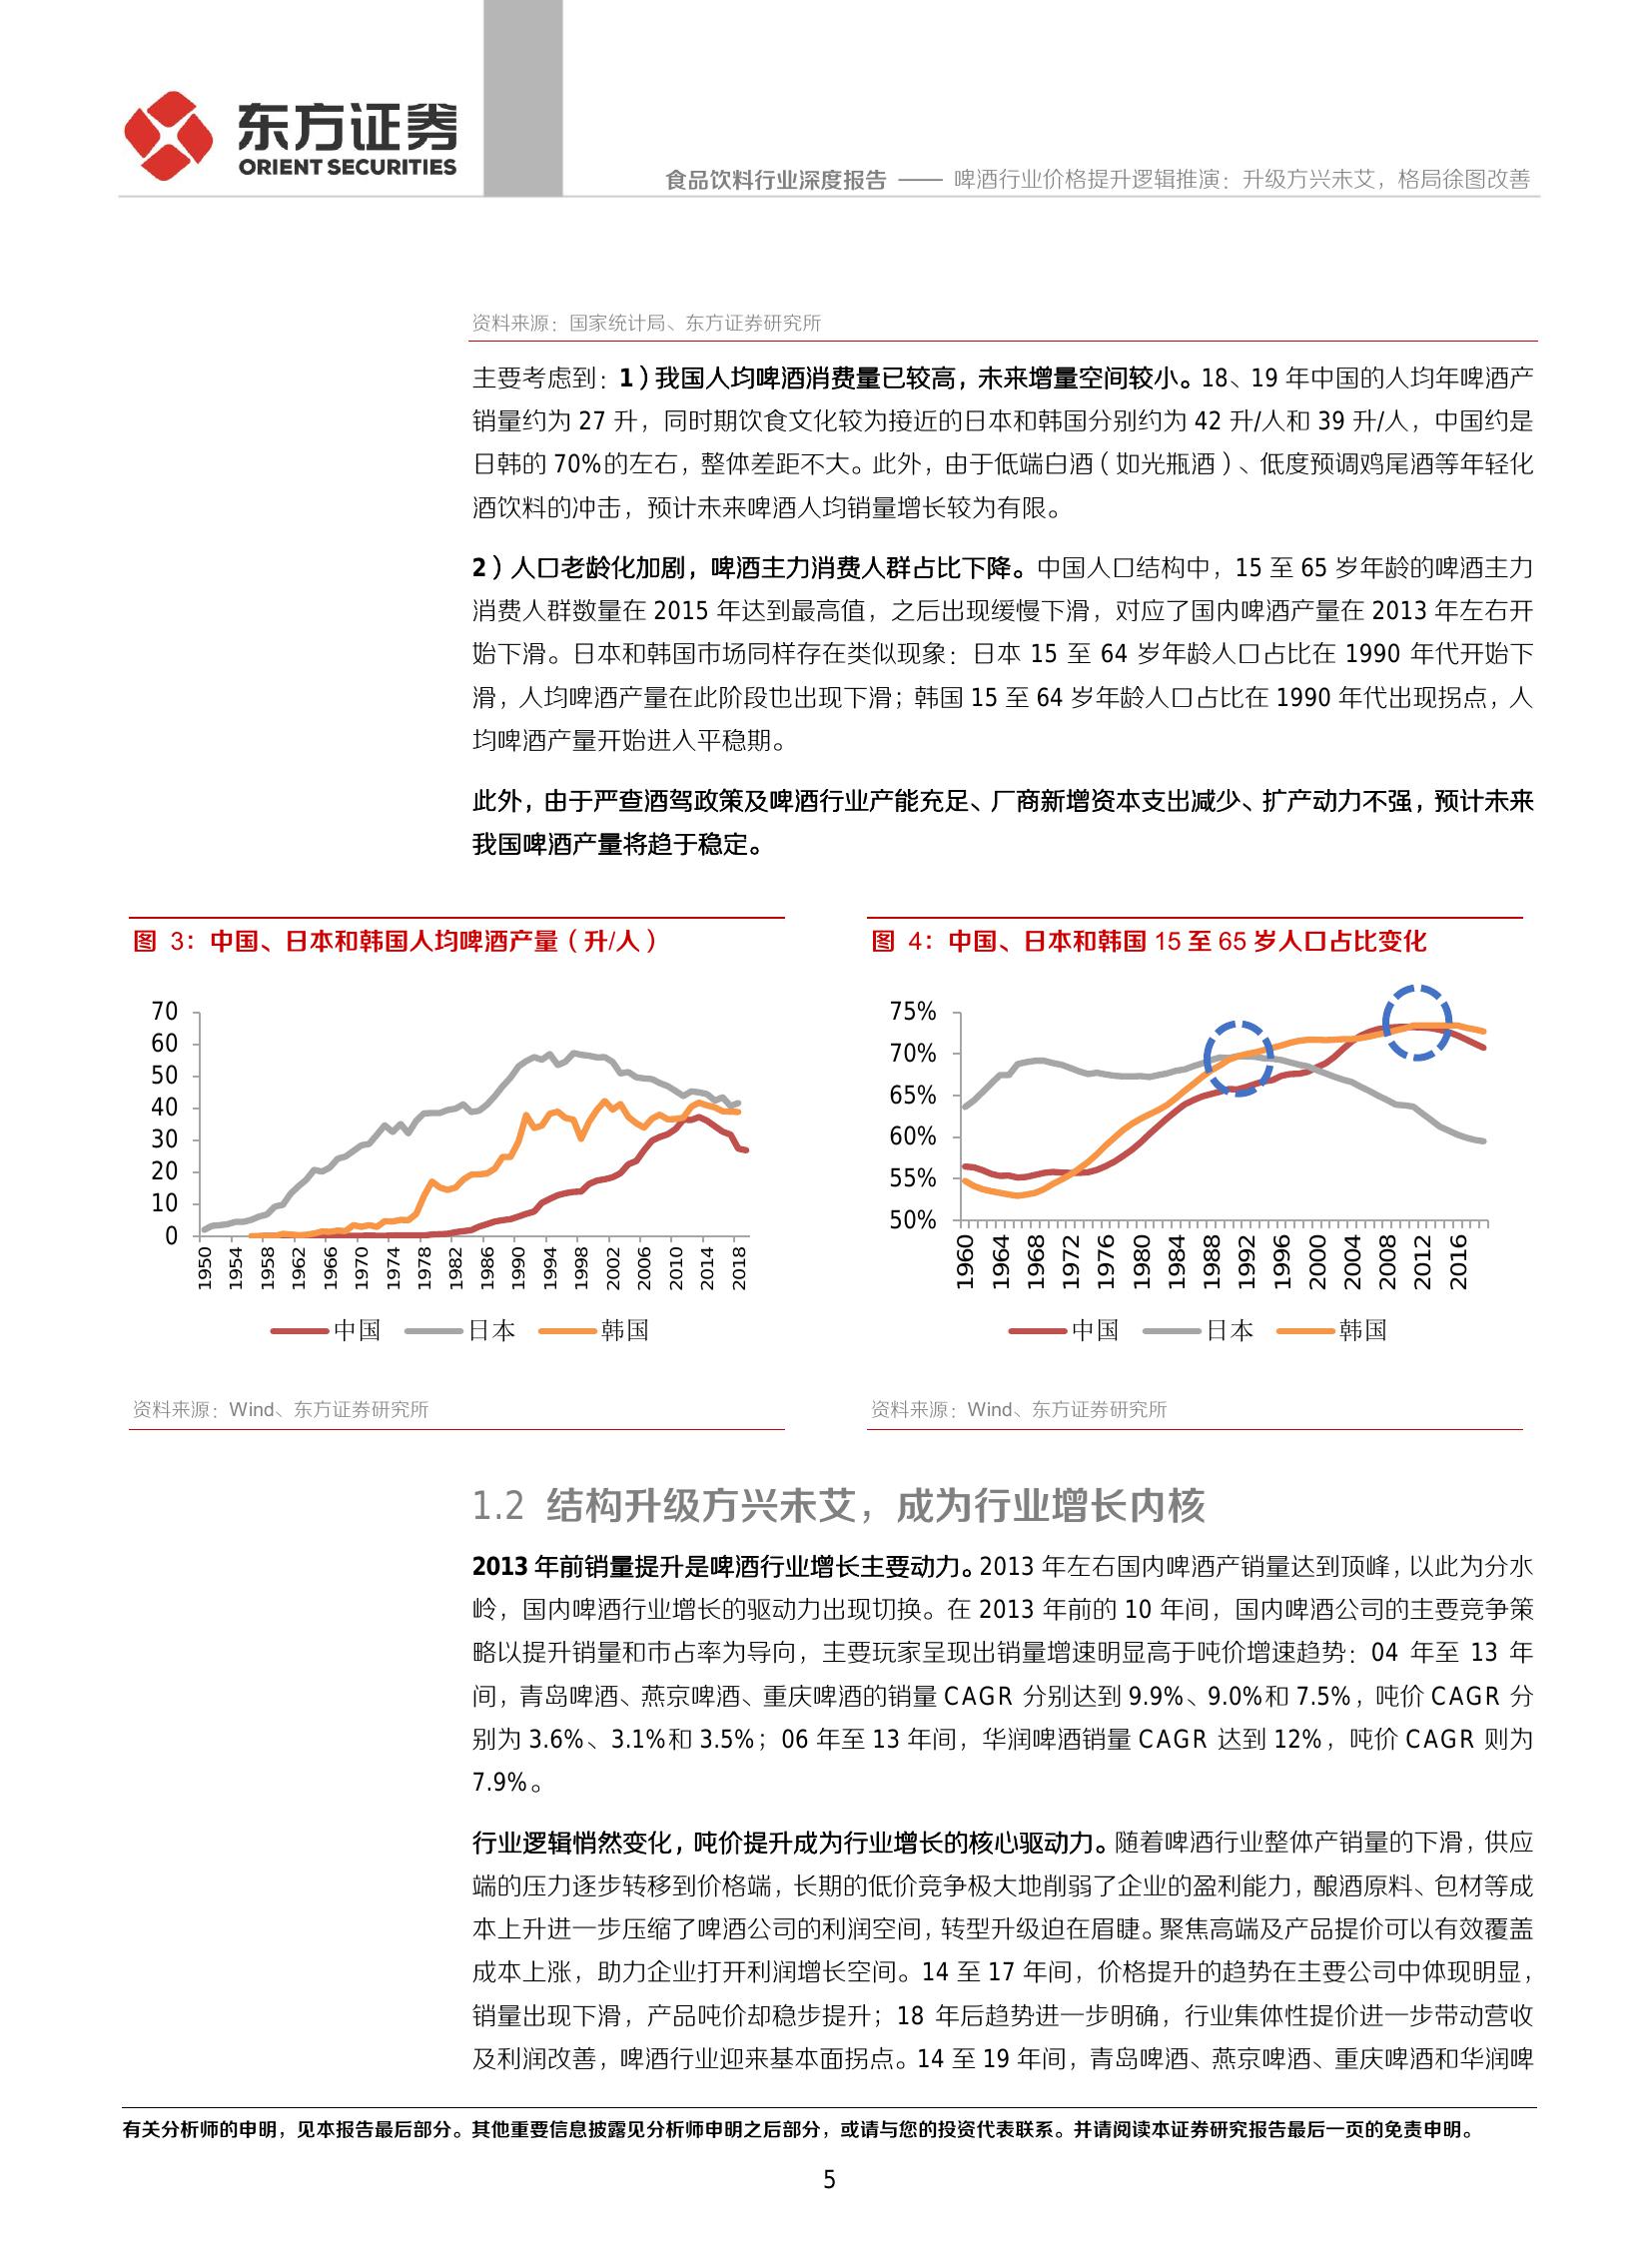 东方证券
ORIENT SECURITIES
食品饮料行业深度报告 —— 啤酒行业价格提升逻辑推演：升级方兴未艾，格局徐图改善
资料来源：国家统计局、东方证券研究所
主要考虑到：1）我国人均啤酒消费量已较高，未来增量空间较小。18、19 年中国的人均年啤酒产
销量约为 27 升，同时期饮食文化较为接近的日本和韩国分别约为 42 升/人和 39 升/人，中国约是
日韩的 70%的左右，整体差距不大。此外，由于低端白酒（如光瓶酒）、低度预调鸡尾酒等年轻化
酒饮料的冲击，预计未来啤酒人均销量增长较为有限。
2）人口老龄化加剧，啤酒主力消费人群占比下降。中国人口结构中，15 至 65 岁年龄的啤酒主力
消费人群数量在 2015 年达到最高值，之后出现缓慢下滑，对应了国内啤酒产量在 2013 年左右开
始下滑。日本和韩国市场同样存在类似现象：日本 15 至 64 岁年龄人口占比在 1990 年代开始下
滑，人均啤酒产量在此阶段也出现下滑；韩国 15 至 64 岁年龄人口占比在 1990 年代出现拐点，人
均啤酒产量开始进入平稳期。
此外，由于严查酒驾政策及啤酒行业产能充足、厂商新增资本支出减少、扩产动力不强，预计未来
我国啤酒产量将趋于稳定。
图 3：中国、日本和韩国人均啤酒产量（升/人）
70
60
50
40
30
20
10
0
1950 1954 1958 1962 1966 1970 1974 1978 1982 1986 1990 1994 1998 2002 2006 2010 2014 2018
中国 日本 韩国
资料来源：Wind、东方证券研究所
图 4：中国、日本和韩国 15 至 65 岁人口占比变化
75%
70%
65%
60%
55%
50%
1960 1964 1968 1972 1976 1980 1984 1988 1992 1996 2000 2004 2008 2012 2016
中国 日本 韩国
资料来源：Wind、东方证券研究所
1.2 结构升级方兴未艾，成为行业增长内核
2013 年前销量提升是啤酒行业增长主要动力。2013 年左右国内啤酒产销量达到顶峰，以此为分水
岭，国内啤酒行业增长的驱动力出现切换。在 2013 年前的 10 年间，国内啤酒公司的主要竞争策
略以提升销量和市占率为导向，主要玩家呈现出销量增速明显高于吨价增速趋势：04 年至 13 年
间，青岛啤酒、燕京啤酒、重庆啤酒的销量 CAGR 分别达到 9.9%、9.0%和 7.5%，吨价 CAGR 分
别为 3.6%、3.1%和 3.5%；06 年至 13 年间，华润啤酒销量 CAGR 达到 12%，吨价 CAGR 则为
7.9%。
行业逻辑悄然变化，吨价提升成为行业增长的核心驱动力。随着啤酒行业整体产销量的下滑，供应
端的压力逐步转移到价格端，长期的低价竞争极大地削弱了企业的盈利能力，酿酒原料、包材等成
本上升进一步压缩了啤酒公司的利润空间，转型升级迫在眉睫。聚焦高端及产品提价可以有效覆盖
成本上涨，助力企业打开利润增长空间。14 至 17 年间，价格提升的趋势在主要公司中体现明显，
销量出现下滑，产品吨价却稳步提升；18 年后趋势进一步明确，行业集体性提价进一步带动营收
及利润改善，啤酒行业迎来基本面拐点。14 至 19 年间，青岛啤酒、燕京啤酒、重庆啤酒和华润啤
有关分析师的申明，见本报告最后部分。其他重要信息披露见分析师申明之后部分，或请与您的投资代表联系。并请阅读本证券研究报告最后一页的免责申明。
5